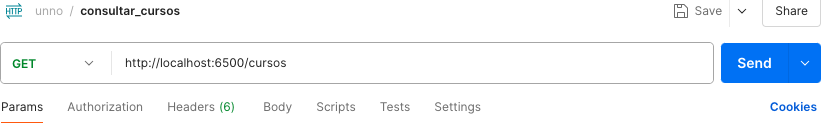 HTTP unno / consultar_cursos Save Share
GET http://localhost:6500/cursos Send
Params Authorization Headers (6) Body Scripts Tests Settings Cookies